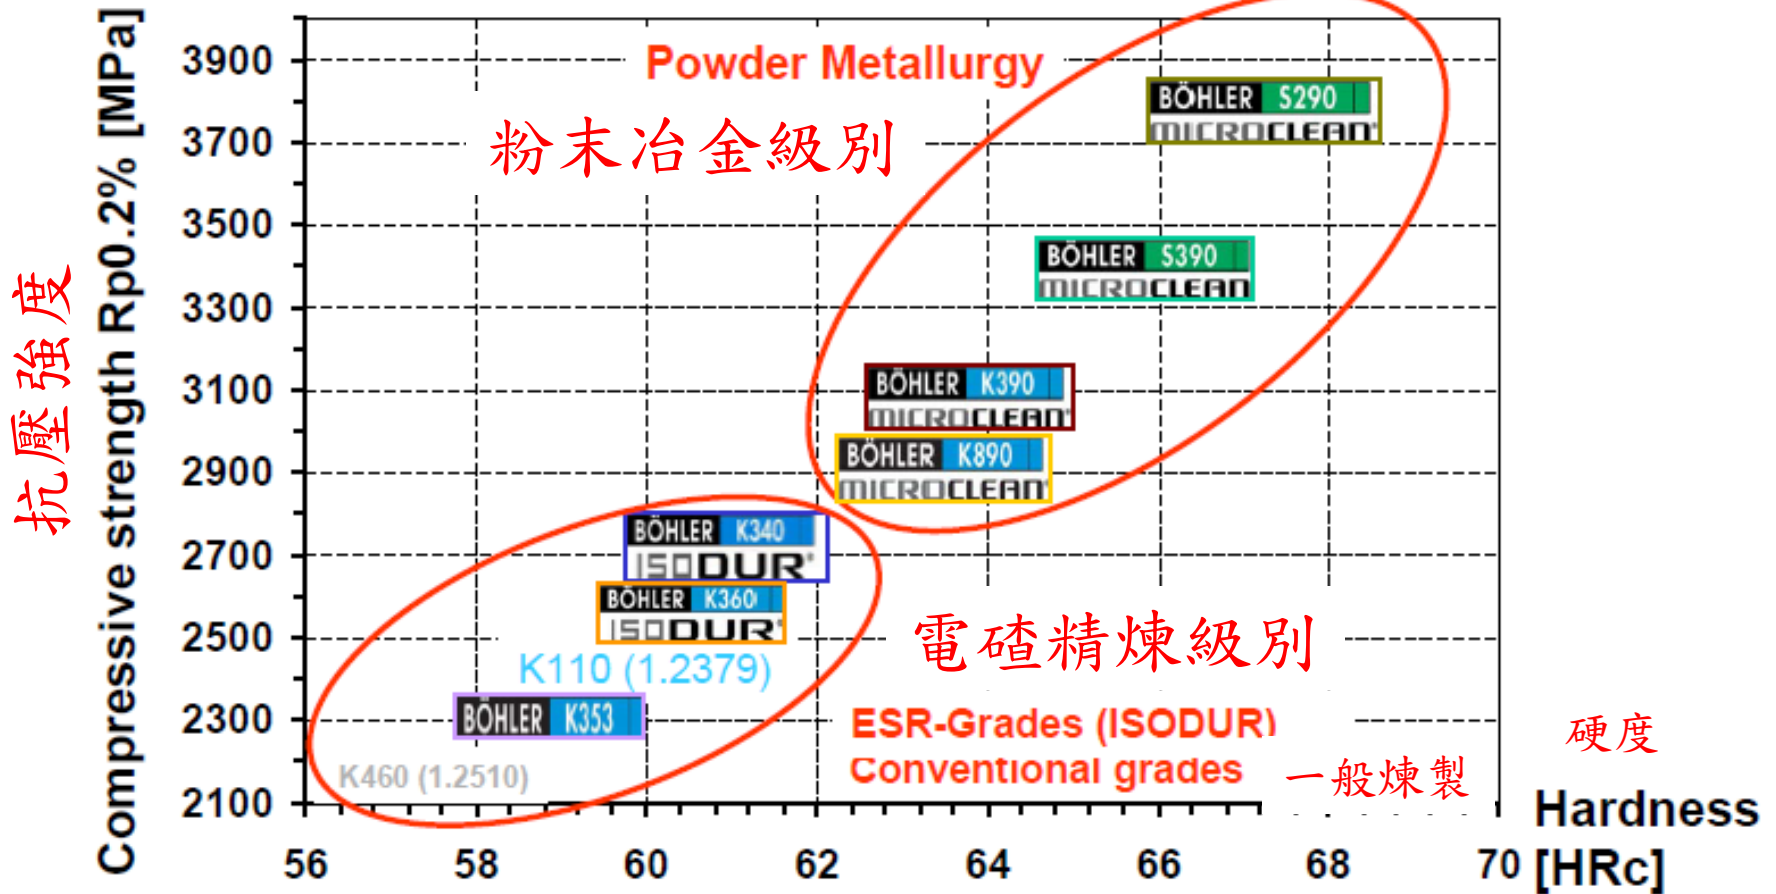 Compressive strength Rp0.2% [MPa]
抗壓強度
3900
3700
3500
3300
3100
2900
2700
2500
2300
2100
Powder Metallurgy
粉末冶金級別
BÖHLER S290
MICROCLEAN®
BÖHLER S390
MICROCLEAN
BÖHLER K390
MICROCLEAN®
BÖHLER K890
MICROCLEAN®
BÖHLER K340
ISODUR®
BÖHLER K360
ISODUR®
K110 (1.2379)
BÖHLER K353
K460 (1.2510)
電碴精煉級別
ESR-Grades (ISODUR)
Conventional grades
一般煉製
硬度
Hardness
[HRc]
56 58 60 62 64 66 68 70